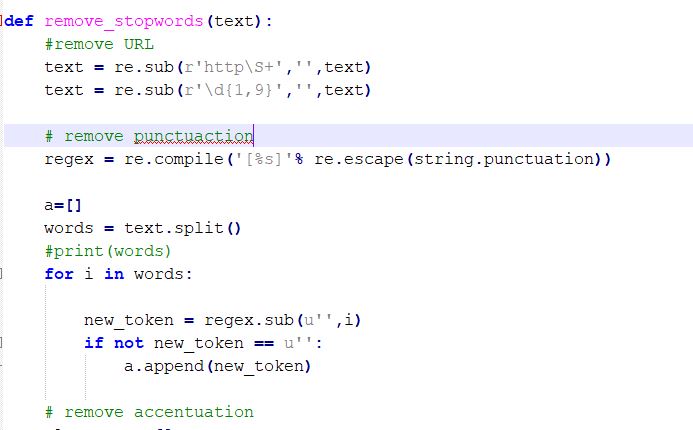 def remove_stopwords(text):
#remove URL
text = re.sub(r'http\S+','',text)
text = re.sub(r'\d{1,9}','',text)
# remove punctuaction
regex = re.compile('[%s]'% re.escape(string.punctuation))
a=[]
words = text.split()
#print(words)
for i in words:
new_token = regex.sub(u'',i)
if not new_token == u'':
a.append(new_token)
# remove accentuation